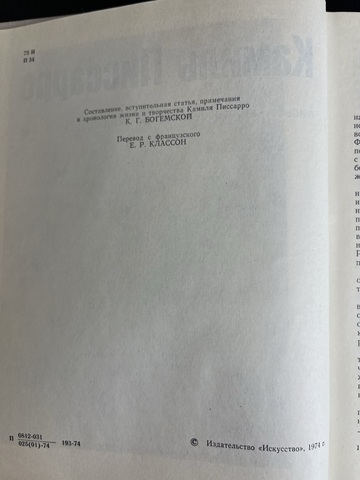 75 И
П 34
Составление, вступительная статья, примечания
и хронология жизни и творчества Камиля Писсарро
К. Г. БОГЕМСКОЙ
Перевод с французского
Е. Р. КЛАССОН
П 0812-031
025(01)-74 193-74
© Издательство «Искусство», 1974 г.